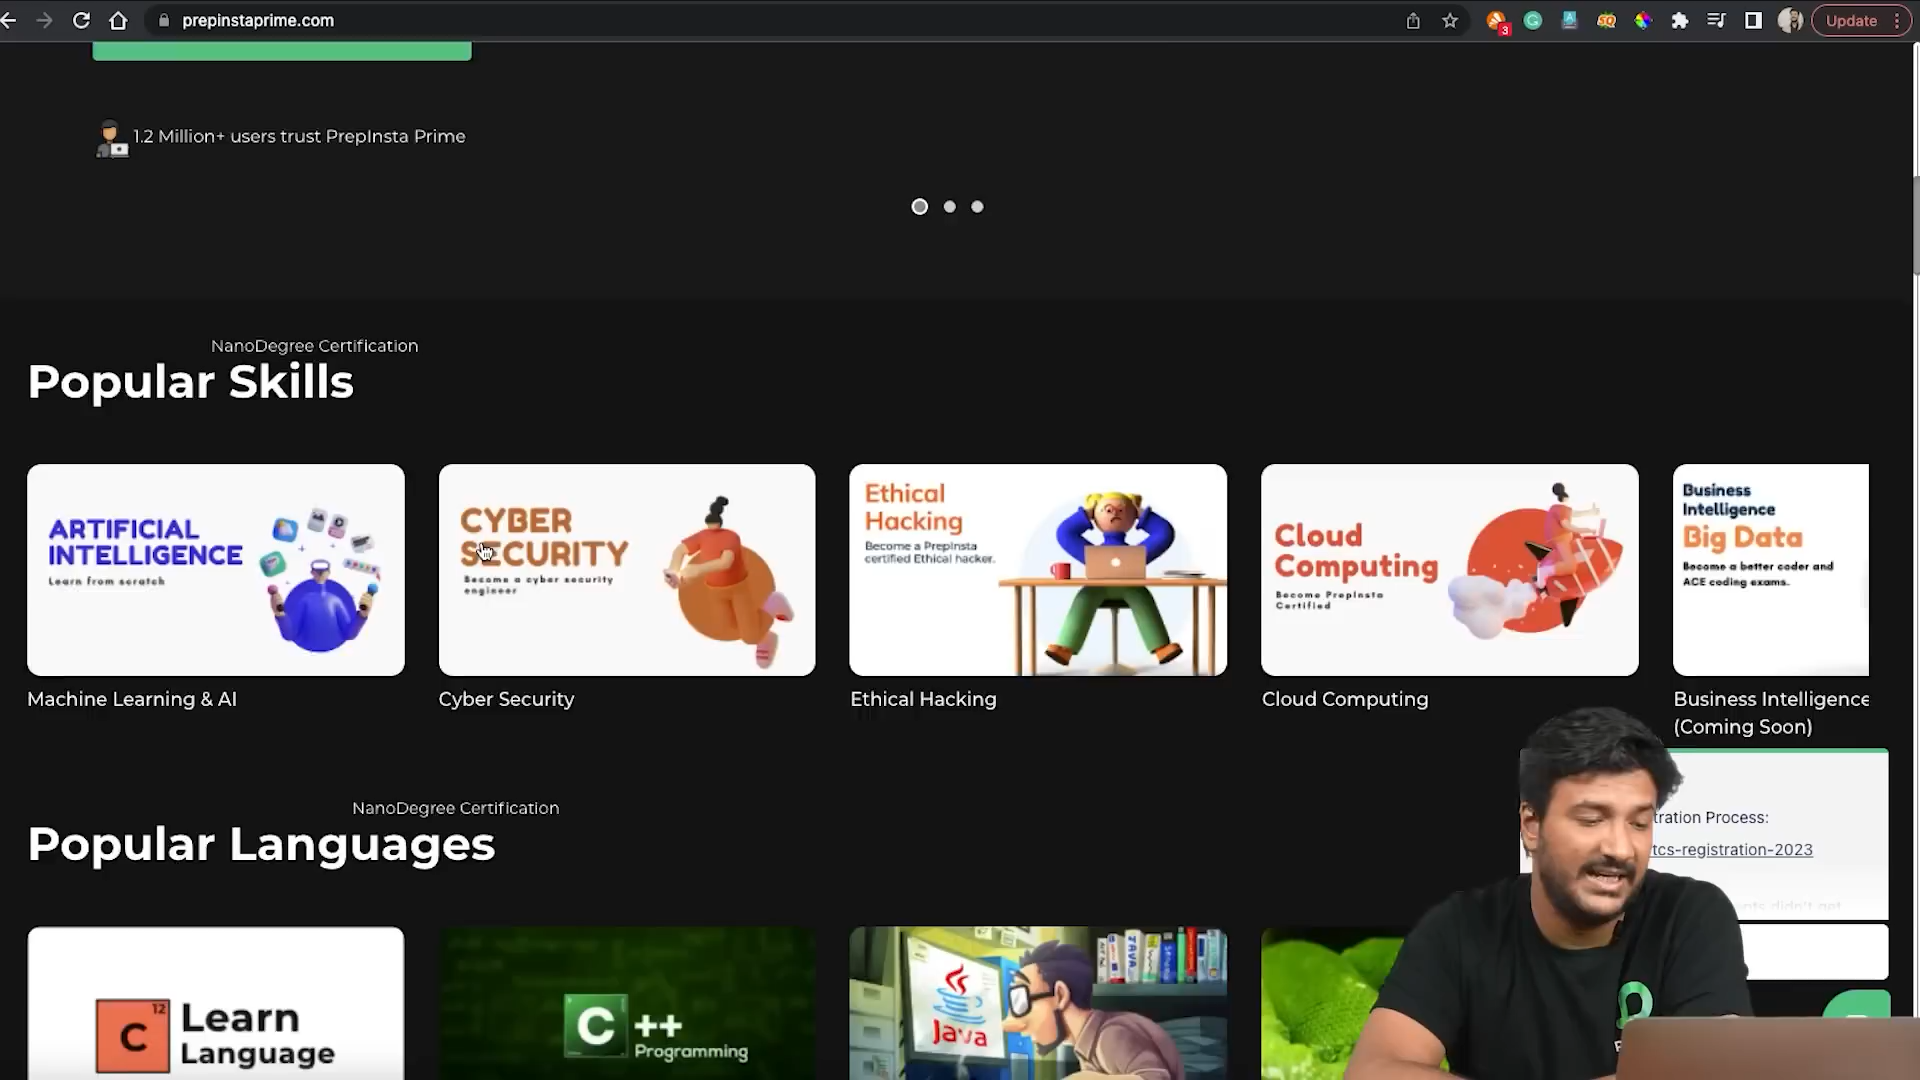 prepinstaprime.com
3
Update
1.2 Million+ users trust PrepInsta Prime
NanoDegree Certification
Popular Skills
ARTIFICIAL
INTELLIGENCE
Learn from scratch
CYBER
SECURITY
Become a cyber security
engineer
Ethical
Hacking
Become a PrepInsta
certified Ethical hacker.
Cloud
Computing
Become PrepInsta
Certified
Business
Intelligence
Big Data
Become a better coder and
ACE coding exams.
Machine Learning & AI
Cyber Security
Ethical Hacking
Cloud Computing
Business Intelligence
(Coming Soon)
tration Process:
tcs-registration-2023
NanoDegree Certification
Popular Languages
C 12
Learn
Language
C ++
Programming
JAVA
Java